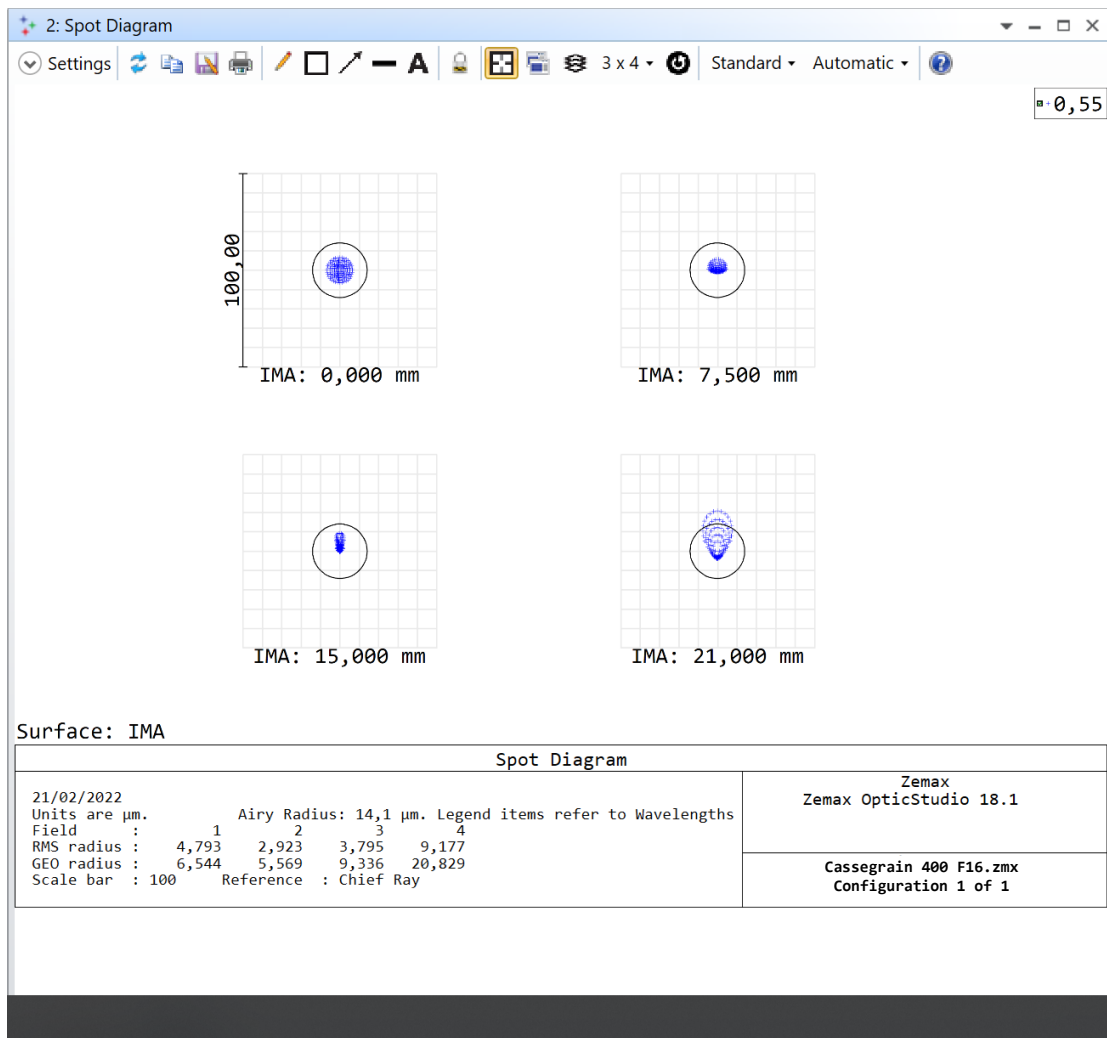 2: Spot Diagram
Settings
A
3 x 4
Standard
Automatic
?
0,55
100,00
IMA: 0,000 mm
IMA: 7,500 mm
IMA: 15,000 mm
IMA: 21,000 mm
Surface: IMA
Spot Diagram
21/02/2022
Units are µm. Airy Radius: 14,1 µm. Legend items refer to Wavelengths
Field : 1 2 3 4
RMS radius : 4,793 2,923 3,795 9,177
GEO radius : 6,544 5,569 9,336 20,829
Scale bar : 100 Reference : Chief Ray
Zemax
Zemax OpticStudio 18.1
Cassegrain 400 F16.zmx
Configuration 1 of 1